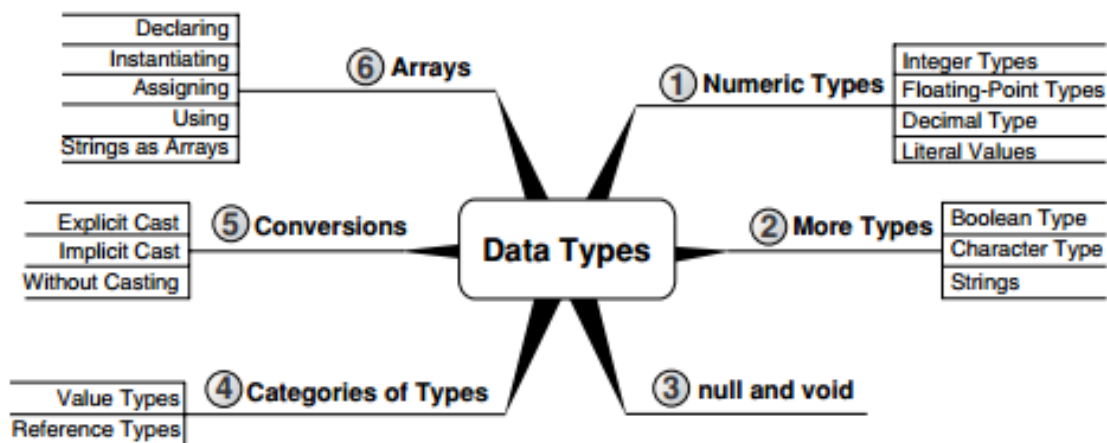 Data Types
① Numeric Types
Integer Types
Floating-Point Types
Decimal Type
Literal Values
② More Types
Boolean Type
Character Type
Strings
③ null and void
④ Categories of Types
Value Types
Reference Types
⑤ Conversions
Explicit Cast
Implicit Cast
Without Casting
⑥ Arrays
Declaring
Instantiating
Assigning
Using
Strings as Arrays